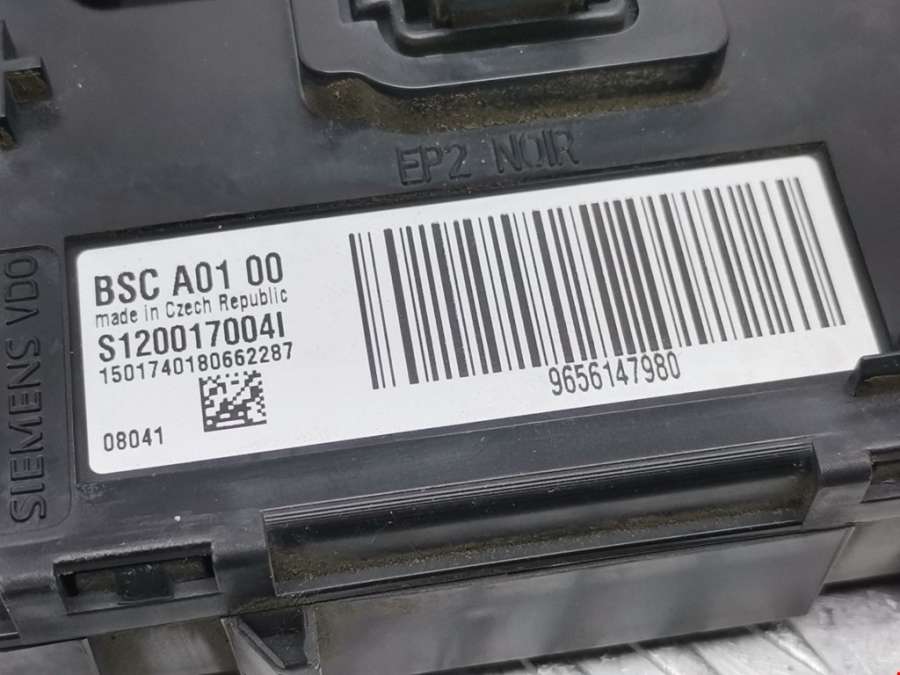 EP2 NOIR
SIEMENS VDO
BSC A01 00
made in Czech Republic
S120017004I
1501740180662287
08041
9656147980